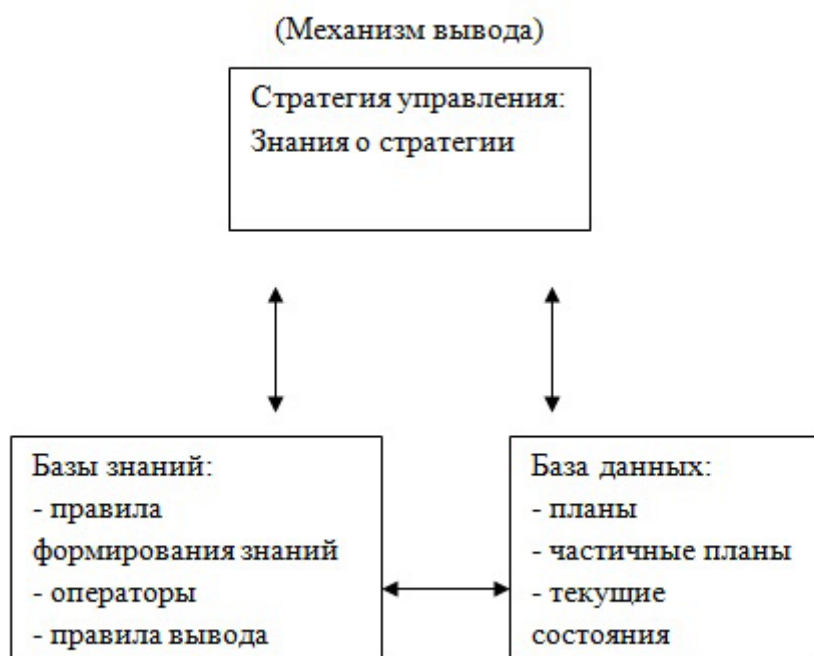 (Механизм вывода)
Стратегия управления:
Знания о стратегии
Базы знаний:
- правила
формирования знаний
- операторы
- правила вывода
База данных:
- планы
- частичные планы
- текущие
состояния